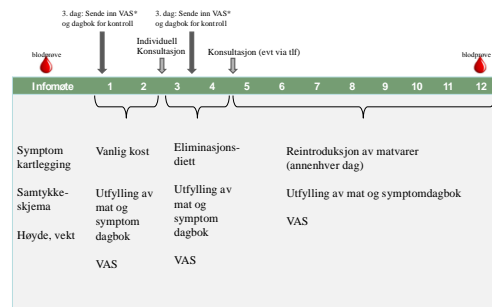 3. dag: Sende inn VAS*
og dagbok for kontroll
3. dag: Sende inn VAS*
og dagbok for kontroll
Individuell
Konsultasjon
Konsultasjon (evt via tlf)
blodprøve
blodprøve
Infomøte 1 2 3 4 5 6 7 8 9 10 11 12
Symptom
kartlegging
Samtykke-
skjema
Høyde, vekt
Vanlig kost
Utfylling av
mat og
symptom
dagbok
VAS
Eliminasjons-
diett
Utfylling av
mat og
symptom
dagbok
VAS
Reintroduksjon av matvarer
(annenhver dag)
Utfylling av mat og symptomdagbok
VAS